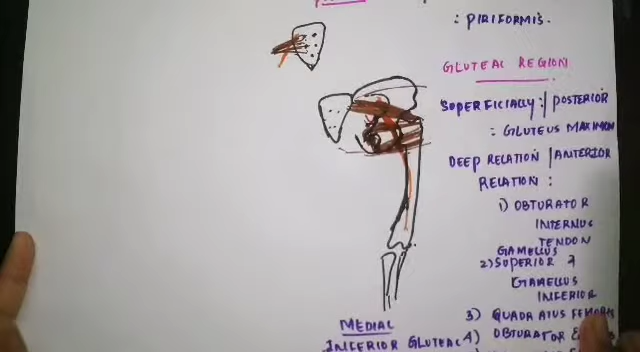 : PIRIFORMIS.
GLUTEAL REGION
SUPERFICIALLY : / POSTERIOR
: GLUTEUS MAXIMUS
DEEP RELATION / ANTERIOR
RELATION :
1) OBTURATOR
INTERNUS
TENDON
GAMELLUS
2) SUPERIOR &
GAMELLUS
INFERIOR
3) QUADRATUS FEMORIS
MEDIAL
INFERIOR GLUTEAL
4) OBTURATOR